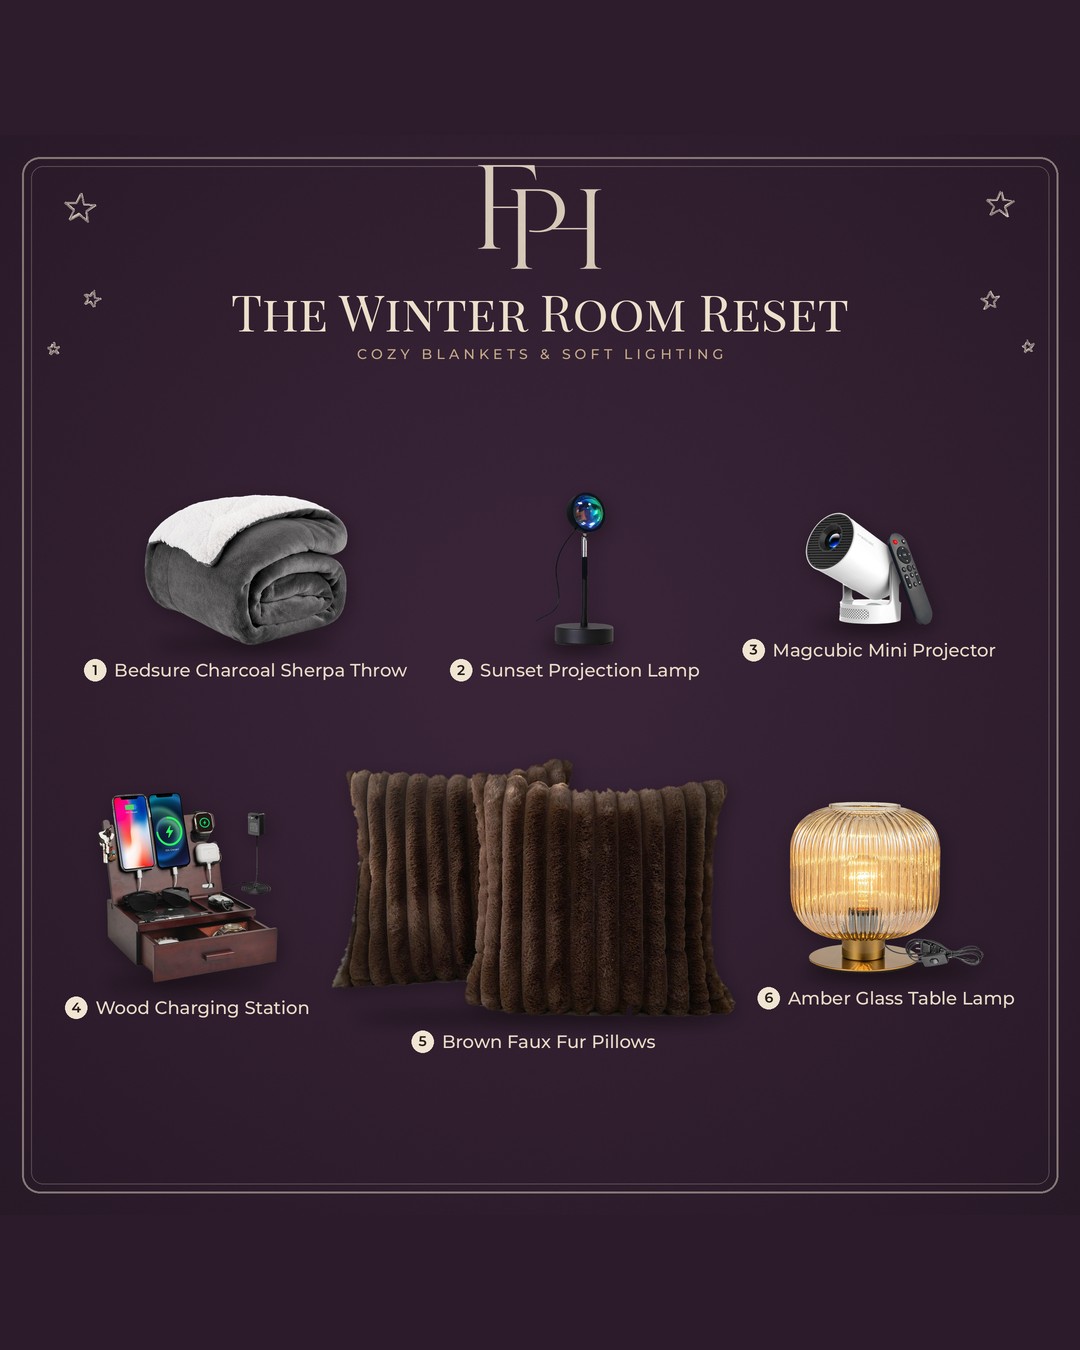 FPH
THE WINTER ROOM RESET
COZY BLANKETS & SOFT LIGHTING
1 Bedsure Charcoal Sherpa Throw
2 Sunset Projection Lamp
3 Magcubic Mini Projector
4 Wood Charging Station
5 Brown Faux Fur Pillows
6 Amber Glass Table Lamp